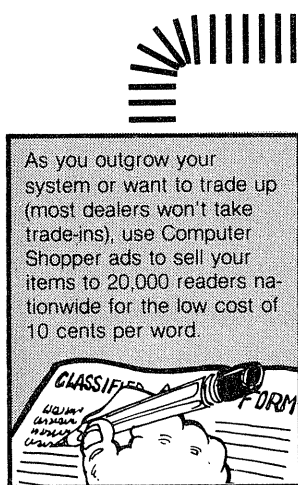 As you outgrow your
system or want to trade up
(most dealers won't take
trade-ins), use Computer
Shopper ads to sell your
items to 20,000 readers na-
tionwide for the low cost of
10 cents per word.
CLASSIFIED
FORM